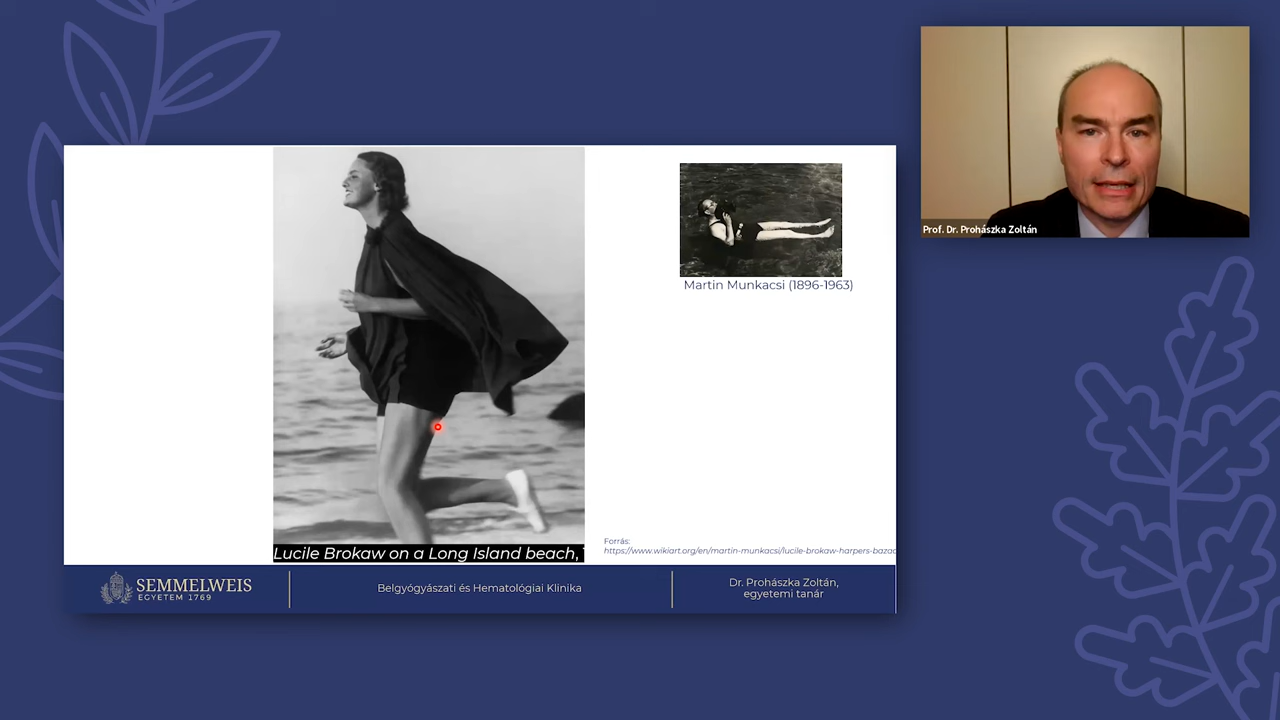 Prof. Dr. Prohászka Zoltán
Martin Munkacsi (1896-1963)
Lucile Brokaw on a Long Island beach,
Forrás:
https://www.wikiart.org/en/martin-munkacsi/lucile-brokaw-harpers-bazaa
SEMMELWEIS
EGYETEM 1769
Belgyógyászati és Hematológiai Klinika
Dr. Prohászka Zoltán,
egyetemi tanár